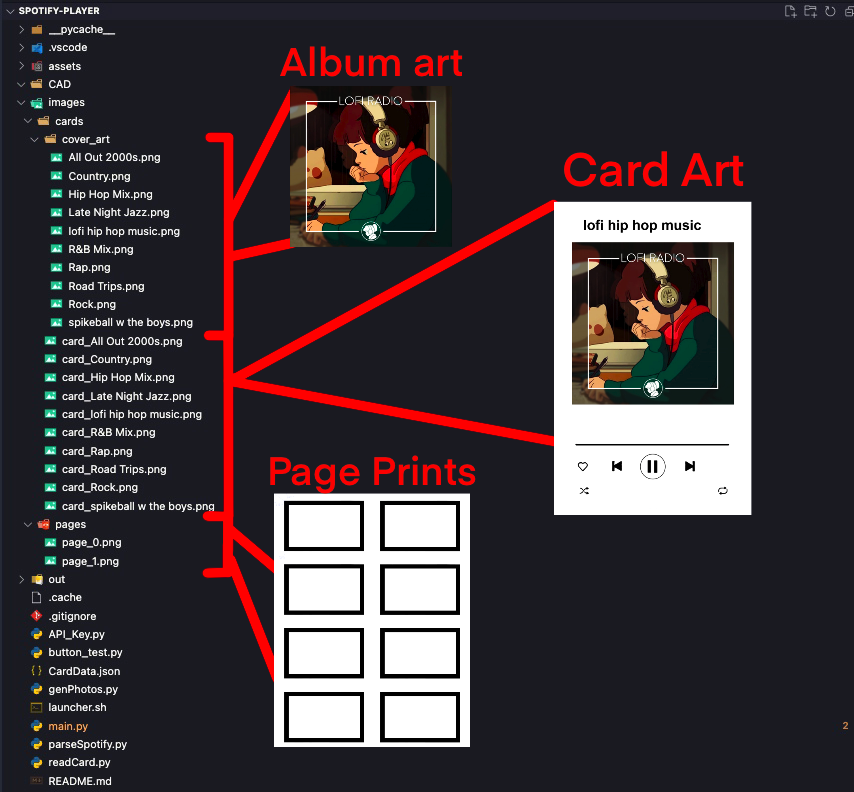 SPOTIFY-PLAYER
__pycache__
.vscode
assets
CAD
images
cards
cover_art
All Out 2000s.png
Country.png
Hip Hop Mix.png
Late Night Jazz.png
lofi hip hop music.png
R&B Mix.png
Rap.png
Road Trips.png
Rock.png
spikeball w the boys.png
card_All Out 2000s.png
card_Country.png
card_Hip Hop Mix.png
card_Late Night Jazz.png
card_lofi hip hop music.png
card_R&B Mix.png
card_Rap.png
card_Road Trips.png
card_Rock.png
card_spikeball w the boys.png
pages
page_0.png
page_1.png
out
.cache
.gitignore
API_Key.py
button_test.py
CardData.json
genPhotos.py
launcher.sh
main.py
2
parseSpotify.py
readCard.py
README.md
Album art
LOFI RADIO
Card Art
lofi hip hop music
LOFI RADIO
Page Prints